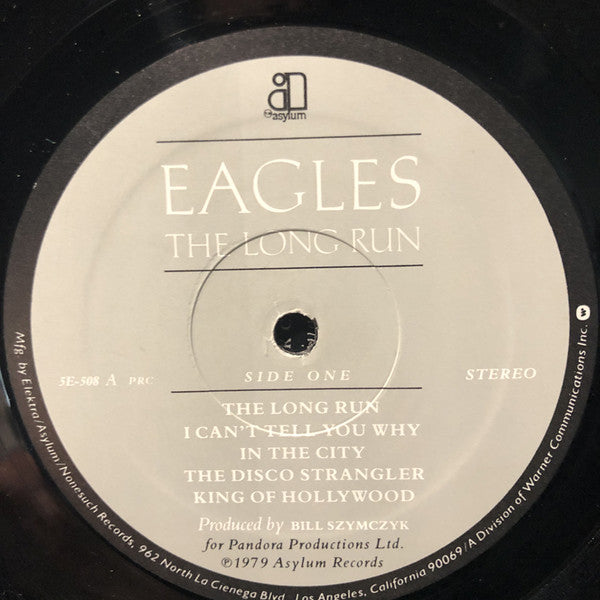 asylum
EAGLES
THE LONG RUN
5E-508 A PRC
SIDE ONE
STEREO
THE LONG RUN
I CAN'T TELL YOU WHY
IN THE CITY
THE DISCO STRANGLER
KING OF HOLLYWOOD
Produced by BILL SZYMCZYK
for Pandora Productions Ltd.
℗1979 Asylum Records
Mfg. by Elektra/Asylum/Nonesuch Records, 962 North La Cienega Blvd., Los Angeles, California 90069/A Division of Warner Communications Inc.